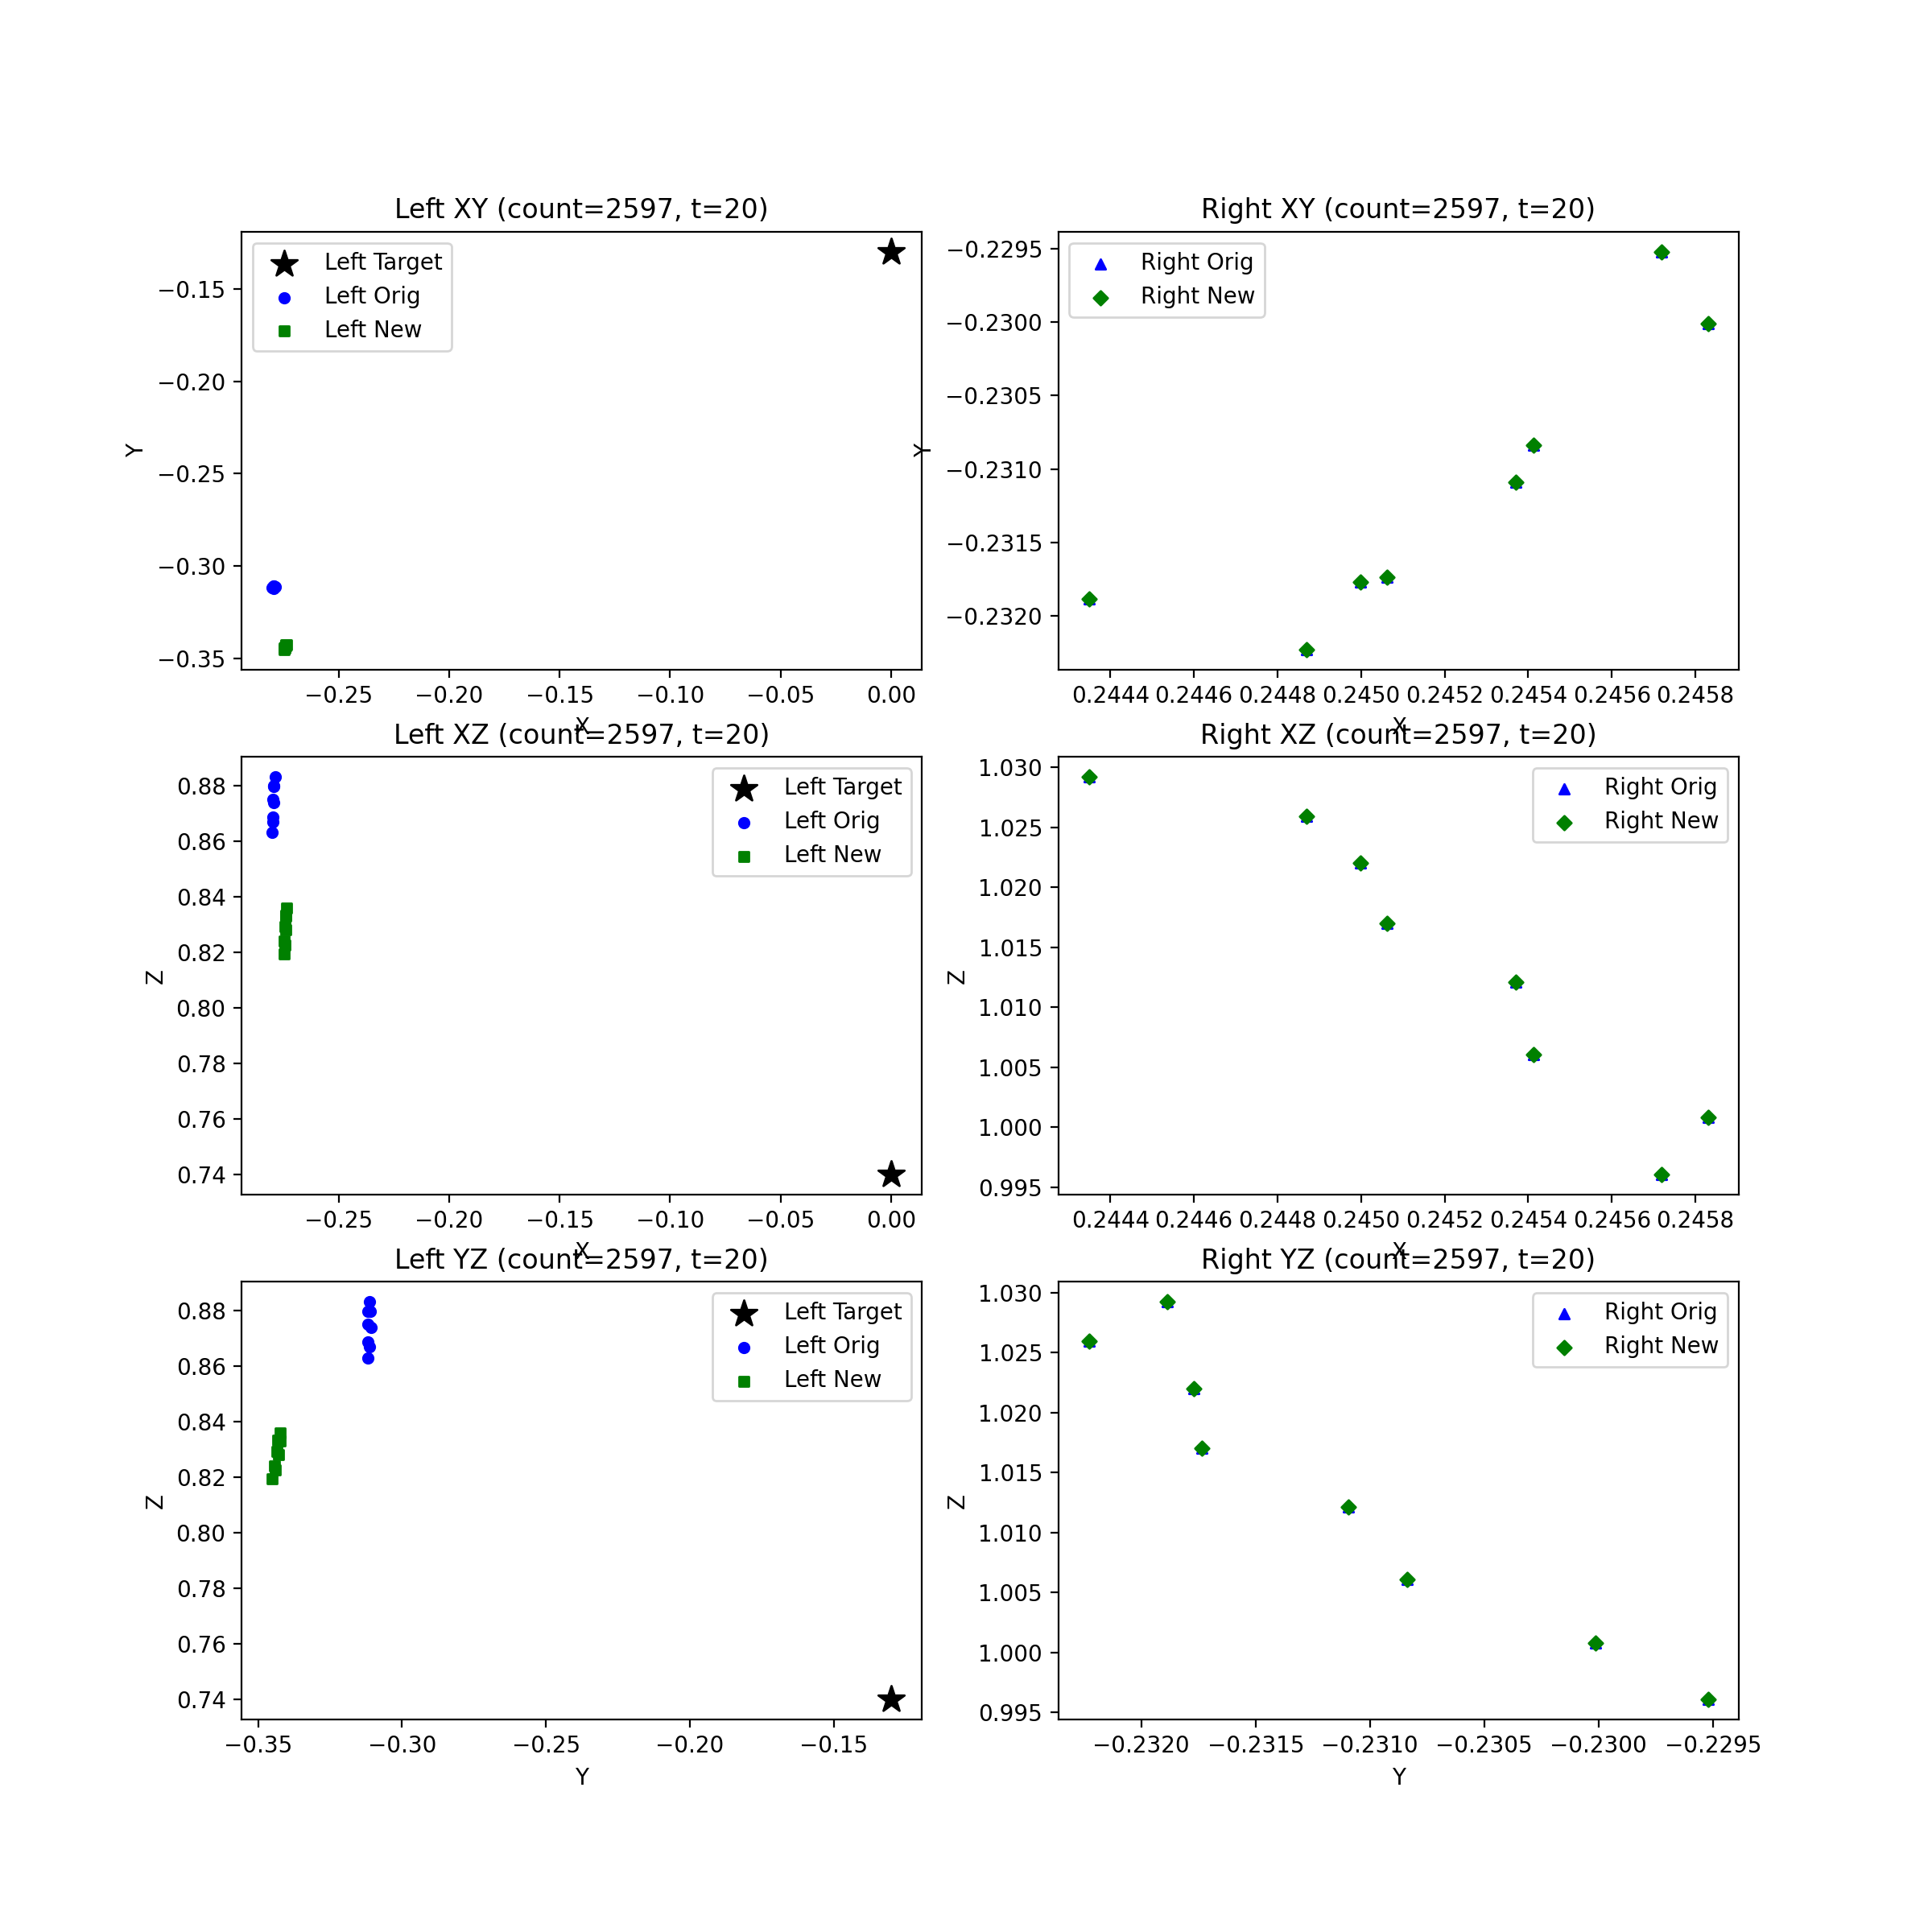 Left XY (count=2597, t=20)
Left Target
Left Orig
Left New
−0.15
−0.20
−0.25
−0.30
−0.35
Y
−0.25 −0.20 −0.15 −0.10 −0.05 0.00
X
Right XY (count=2597, t=20)
Right Orig
Right New
−0.2295
−0.2300
−0.2305
−0.2310
−0.2315
−0.2320
Y
0.2444 0.2446 0.2448 0.2450 0.2452 0.2454 0.2456 0.2458
X
Left XZ (count=2597, t=20)
Left Target
Left Orig
Left New
0.88
0.86
0.84
0.82
0.80
0.78
0.76
0.74
Z
−0.25 −0.20 −0.15 −0.10 −0.05 0.00
X
Right XZ (count=2597, t=20)
Right Orig
Right New
1.030
1.025
1.020
1.015
1.010
1.005
1.000
0.995
Z
0.2444 0.2446 0.2448 0.2450 0.2452 0.2454 0.2456 0.2458
X
Left YZ (count=2597, t=20)
Left Target
Left Orig
Left New
0.88
0.86
0.84
0.82
0.80
0.78
0.76
0.74
Z
−0.35 −0.30 −0.25 −0.20 −0.15
Y
Right YZ (count=2597, t=20)
Right Orig
Right New
1.030
1.025
1.020
1.015
1.010
1.005
1.000
0.995
Z
−0.2320 −0.2315 −0.2310 −0.2305 −0.2300 −0.2295
Y